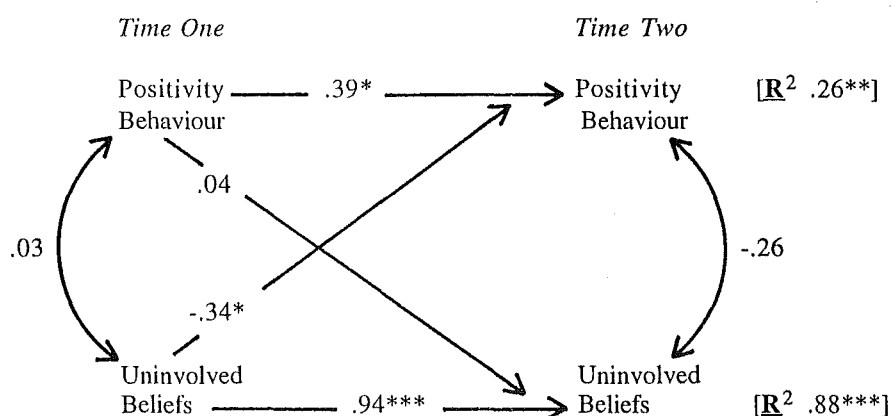 Time One Time Two
Positivity .39* Positivity [R² .26**]
Behaviour Behaviour
.04
.03 -.26
-.34*
Uninvolved Uninvolved
Beliefs .94*** Beliefs [R² .88***]